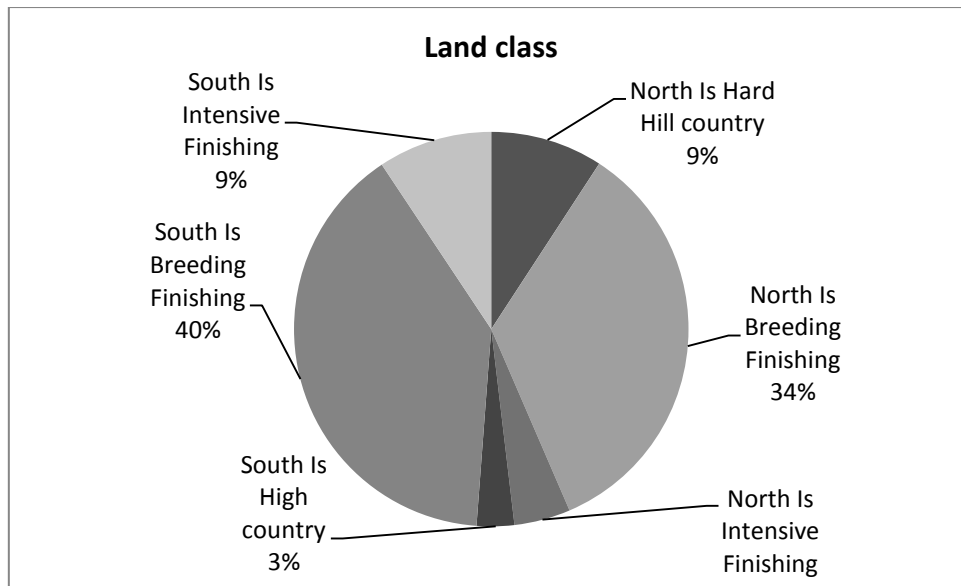 Land class
South Is
Intensive
Finishing
9%
North Is Hard
Hill country
9%
South Is
Breeding
Finishing
40%
North Is
Breeding
Finishing
34%
South Is
High
country
3%
North Is
Intensive
Finishing